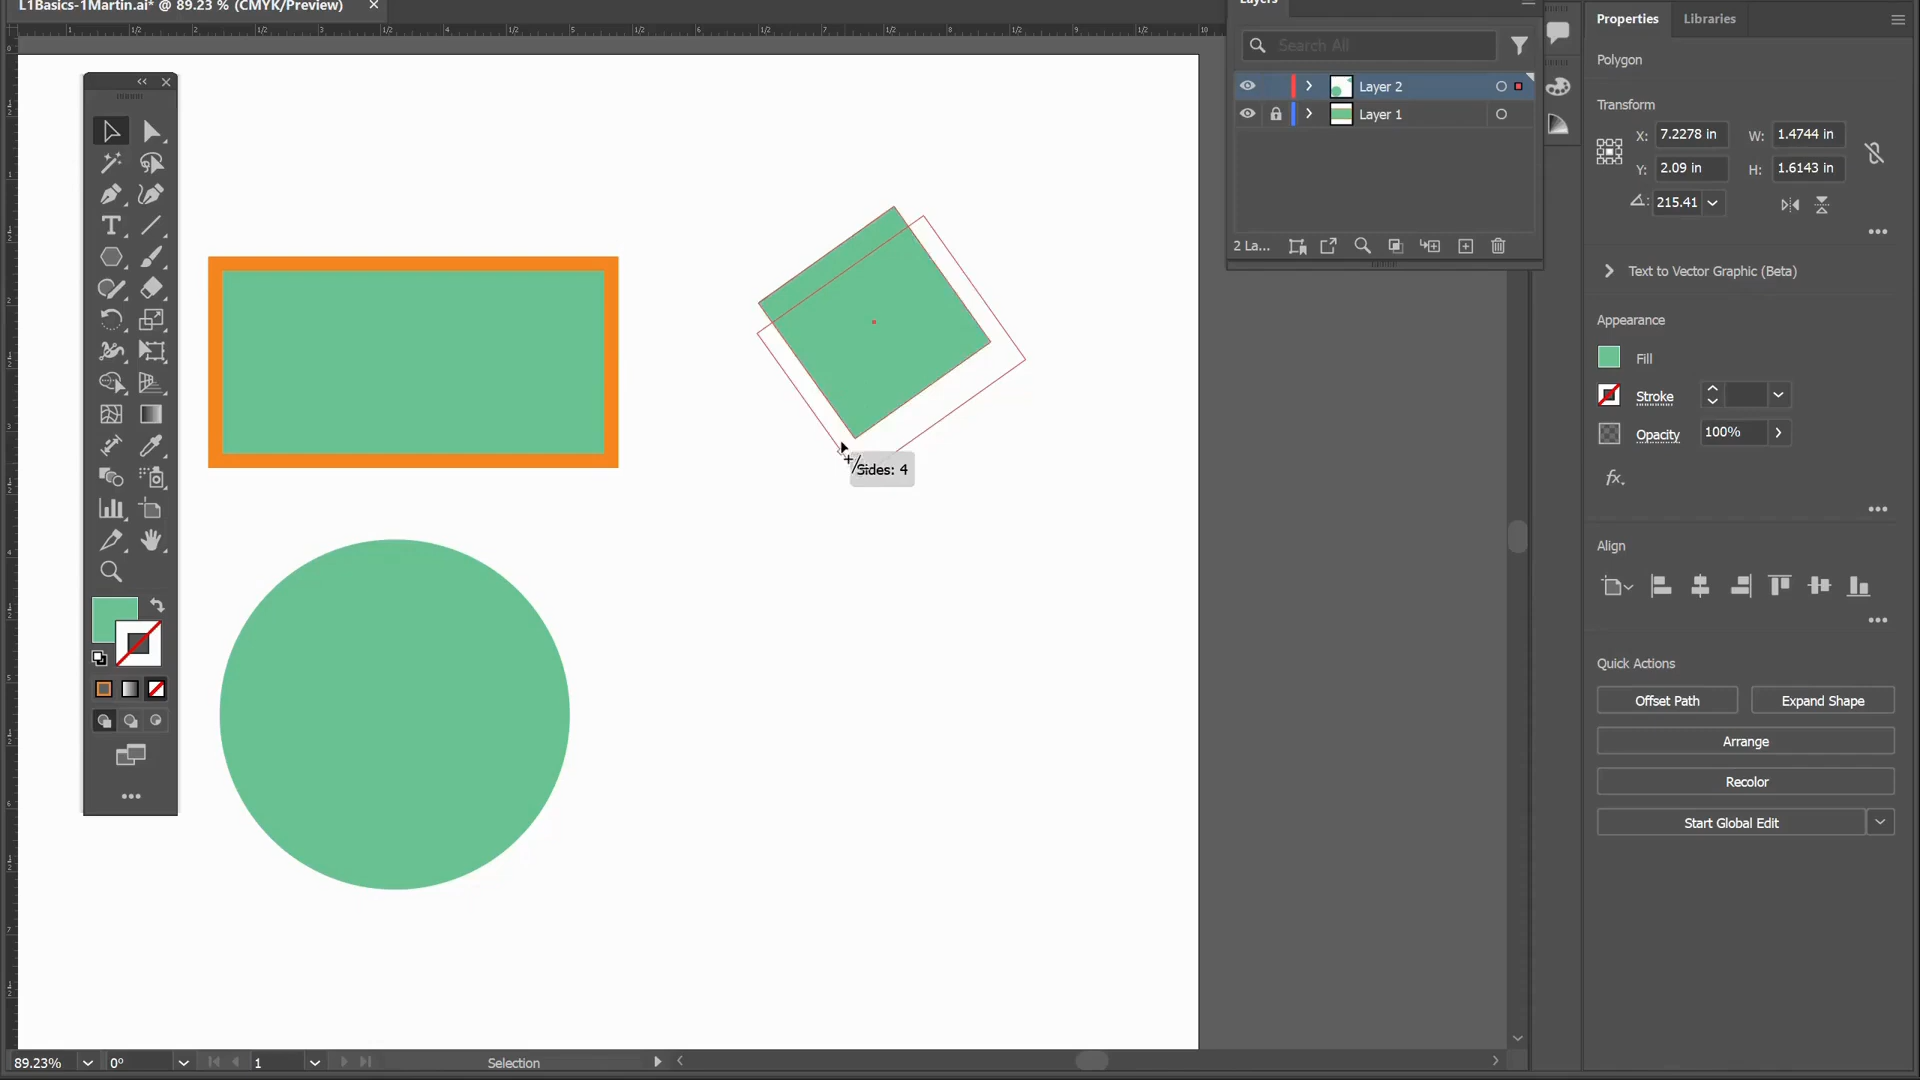 L1Basics-1Martin.ai* @ 89.23 % (CMYK/Preview)
Layers
Search All
Layer 2
Layer 1
2 La...
Properties
Libraries
Polygon
Transform
X: 7.2278 in
W: 1.4744 in
Y: 2.09 in
H: 1.6143 in
215.41
Text to Vector Graphic (Beta)
Appearance
Fill
Stroke
Opacity
100%
fx.
Align
Quick Actions
Offset Path
Expand Shape
Arrange
Recolor
Start Global Edit
Sides: 4
89.23%
0°
1
Selection